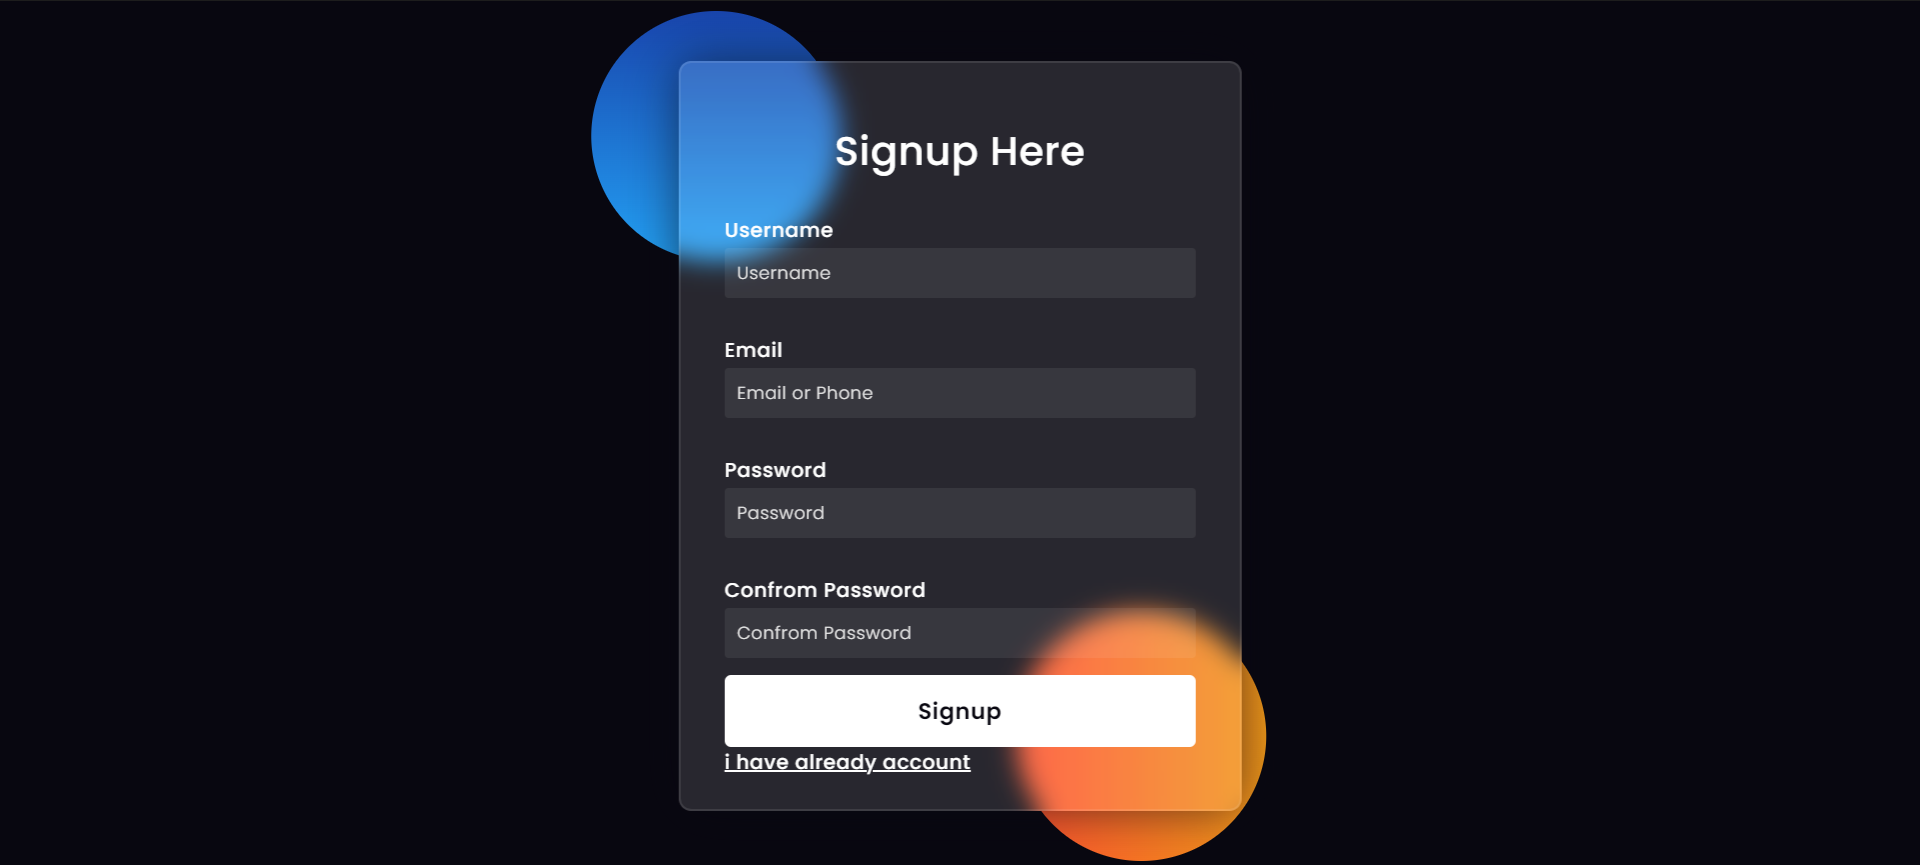 Signup Here
Username
Username
Email
Email or Phone
Password
Password
Confrom Password
Confrom Password
Signup
i have already account